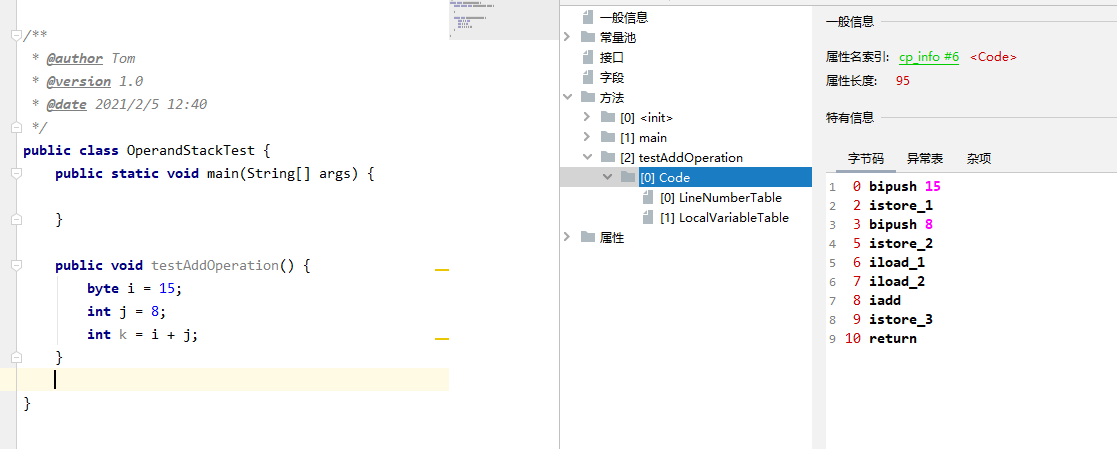 /**
* @author Tom
* @version 1.0
* @date 2021/2/5 12:40
*/
public class OperandStackTest {
public static void main(String[] args) {
}
public void testAddOperation() {
byte i = 15;
int j = 8;
int k = i + j;
}
}
一般信息
常量池
接口
字段
方法
[0] <init>
[1] main
[2] testAddOperation
[0] Code
[0] LineNumberTable
[1] LocalVariableTable
属性
一般信息
属性名索引: cp_info #6 <Code>
属性长度: 95
特有信息
字节码 异常表 杂项
1 0 bipush 15
2 2 istore_1
3 3 bipush 8
4 5 istore_2
5 6 iload_1
6 7 iload_2
7 8 iadd
8 9 istore_3
9 10 return